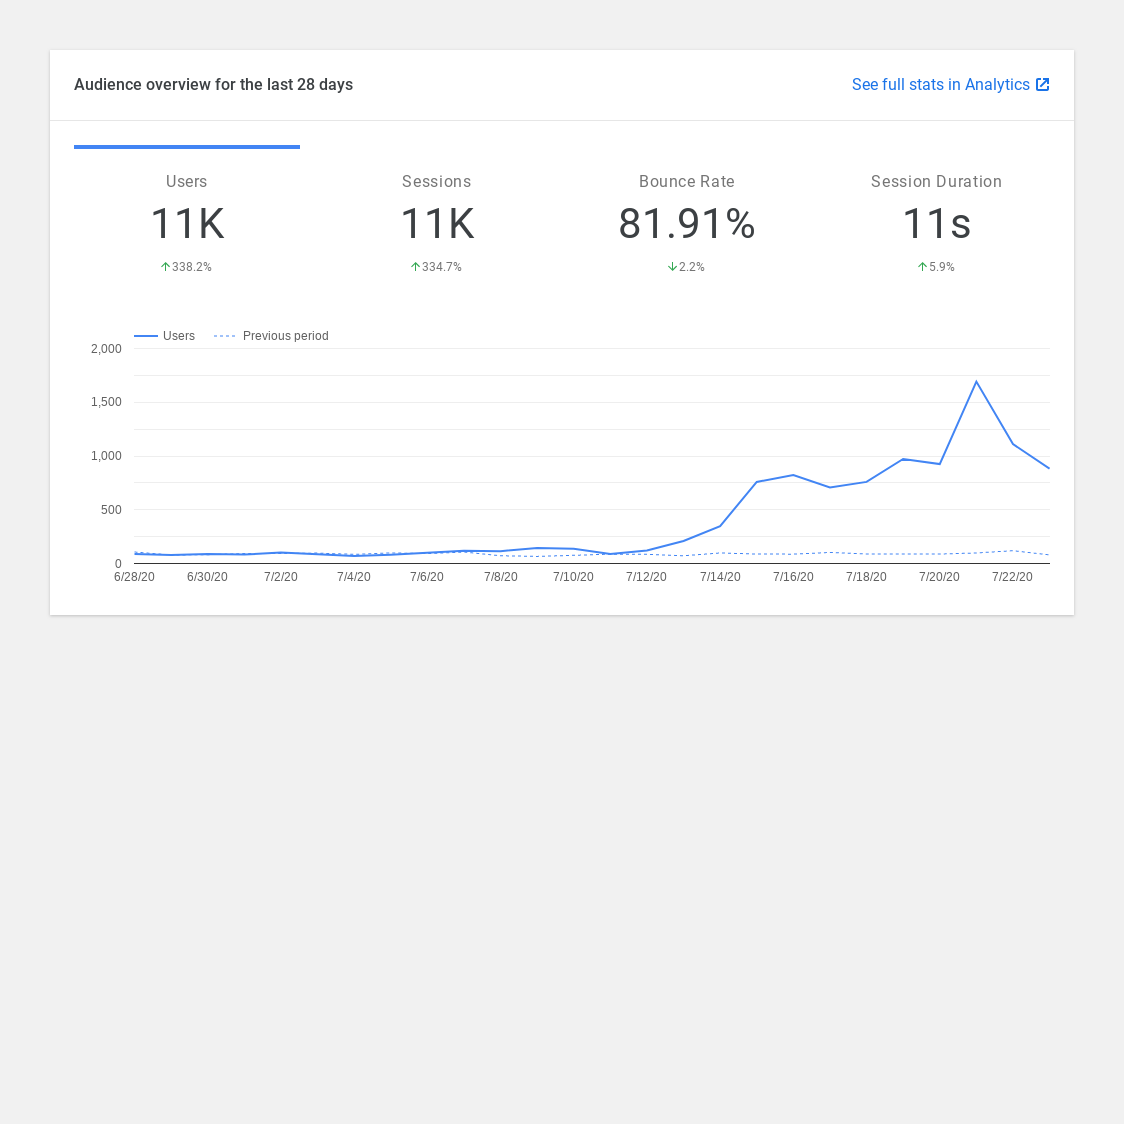 Audience overview for the last 28 days
See full stats in Analytics
Users
Sessions
Bounce Rate
Session Duration
11K
11K
81.91%
11s
↑338.2%
↑334.7%
↓2.2%
↑5.9%
Users
Previous period
2,000
1,500
1,000
500
0
6/28/20
6/30/20
7/2/20
7/4/20
7/6/20
7/8/20
7/10/20
7/12/20
7/14/20
7/16/20
7/18/20
7/20/20
7/22/20